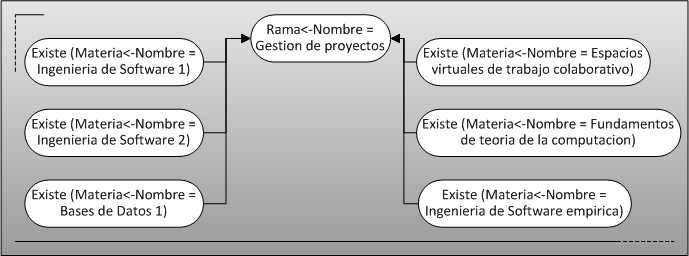 Rama<-Nombre =
Gestion de proyectos
Existe (Materia<-Nombre =
Ingenieria de Software 1)
Existe (Materia<-Nombre =
Ingenieria de Software 2)
Existe (Materia<-Nombre =
Bases de Datos 1)
Existe (Materia<-Nombre = Espacios
virtuales de trabajo colaborativo)
Existe (Materia<-Nombre = Fundamentos
de teoria de la computacion)
Existe (Materia<-Nombre =
Ingenieria de Software empirica)